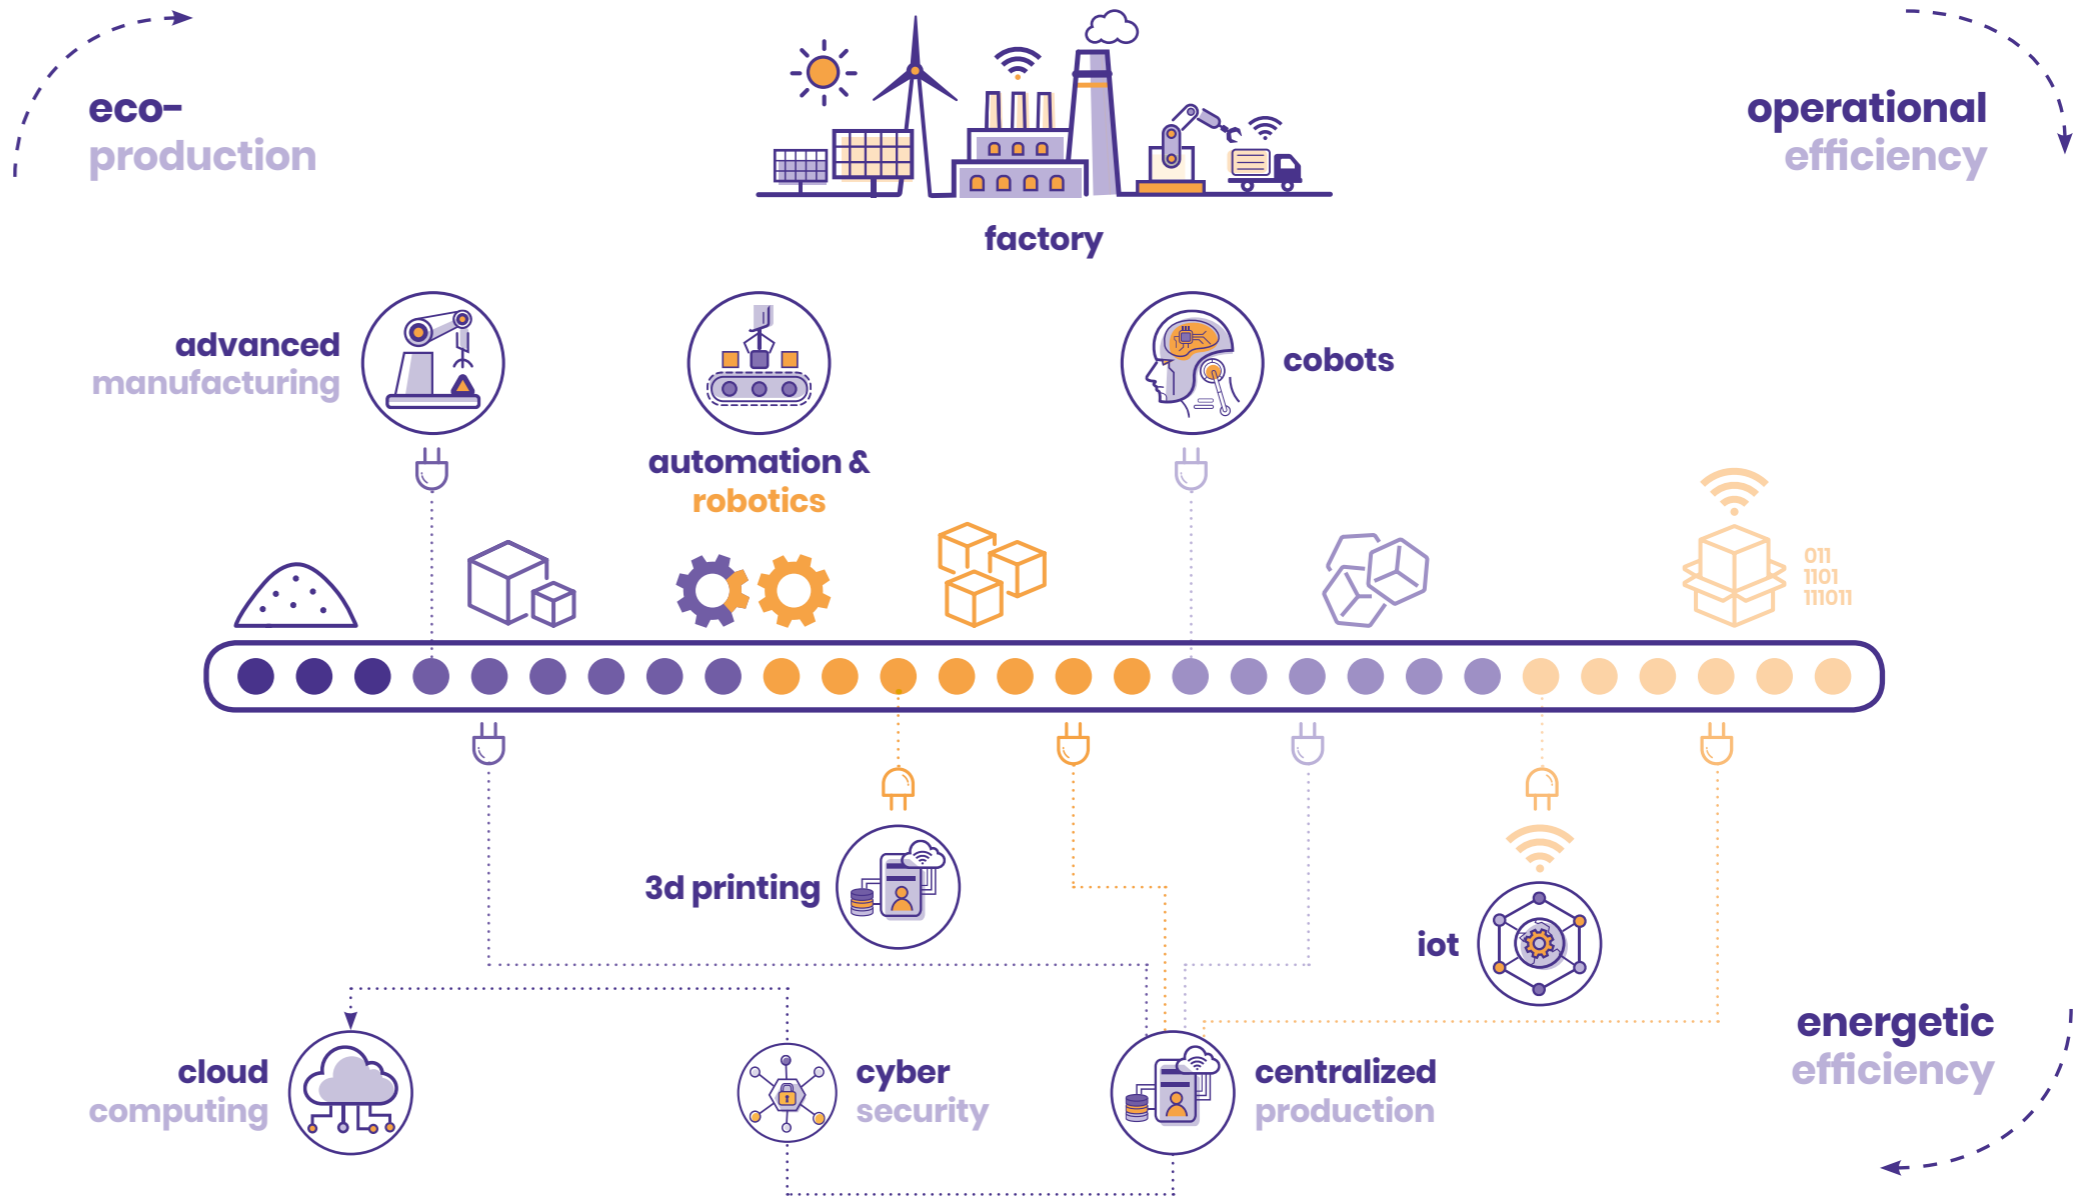 eco-
production
operational
efficiency
factory
advanced
manufacturing
automation &
robotics
cobots
011
1101
111011
3d printing
iot
energetic
efficiency
cloud
computing
cyber
security
centralized
production